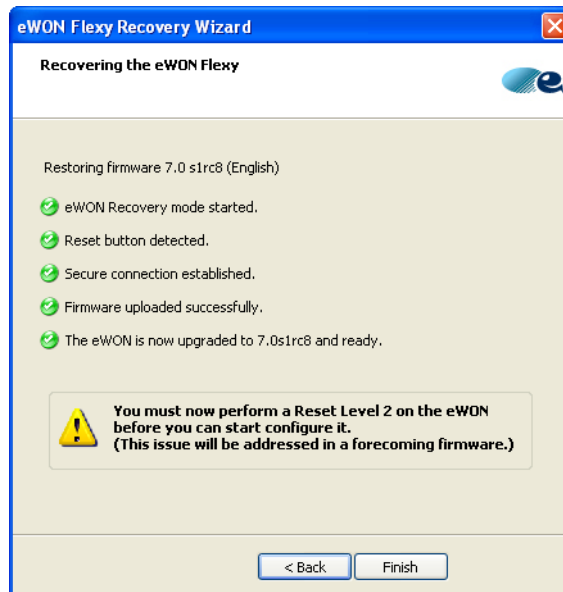 eWON Flexy Recovery Wizard
Recovering the eWON Flexy
Restoring firmware 7.0 s1rc8 (English)
eWON Recovery mode started.
Reset button detected.
Secure connection established.
Firmware uploaded successfully.
The eWON is now upgraded to 7.0s1rc8 and ready.
You must now perform a Reset Level 2 on the eWON
before you can start configure it.
(This issue will be addressed in a forecoming firmware.)
< Back
Finish